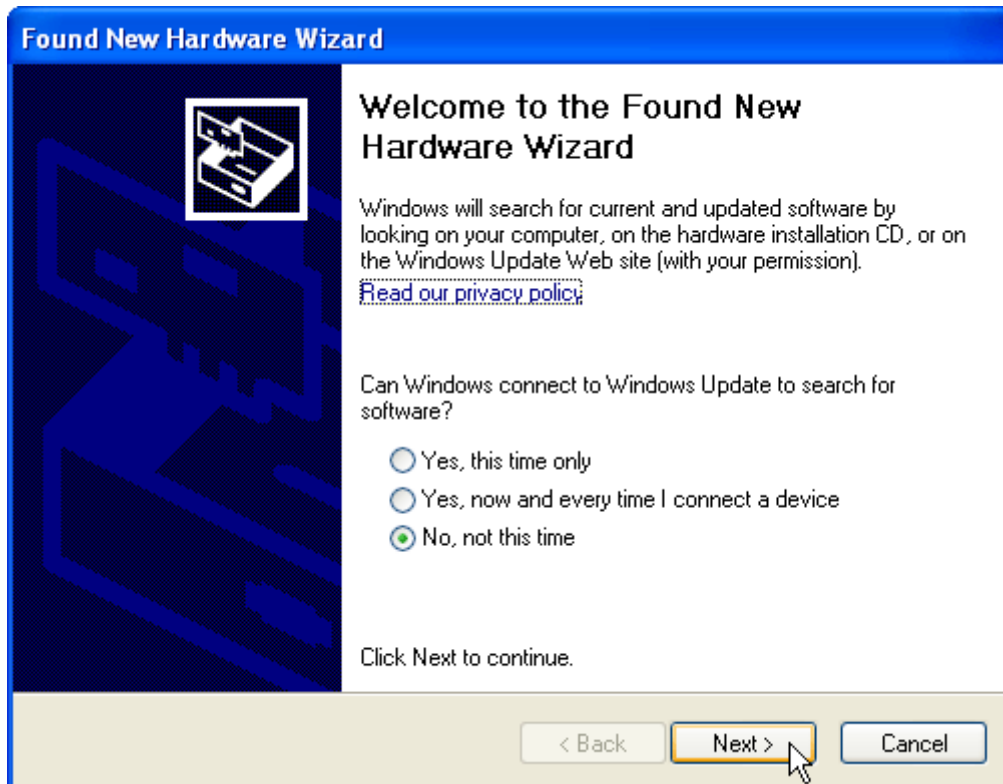 Found New Hardware Wizard
Welcome to the Found New
Hardware Wizard
Windows will search for current and updated software by
looking on your computer, on the hardware installation CD, or on
the Windows Update Web site (with your permission).
Read our privacy policy
Can Windows connect to Windows Update to search for
software?
Yes, this time only
Yes, now and every time I connect a device
No, not this time
Click Next to continue.
< Back Next > Cancel